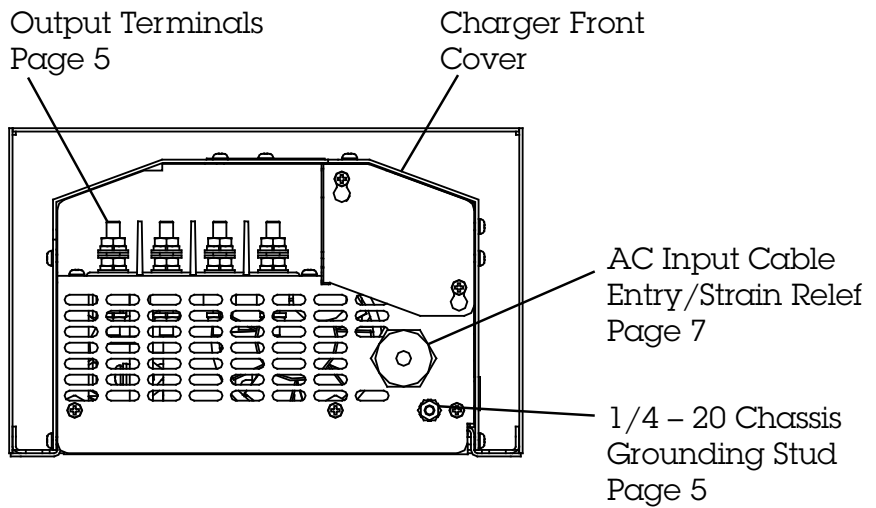 Output Terminals
Page 5
Charger Front
Cover
AC Input Cable
Entry/Strain Relef
Page 7
1/4 – 20 Chassis
Grounding Stud
Page 5